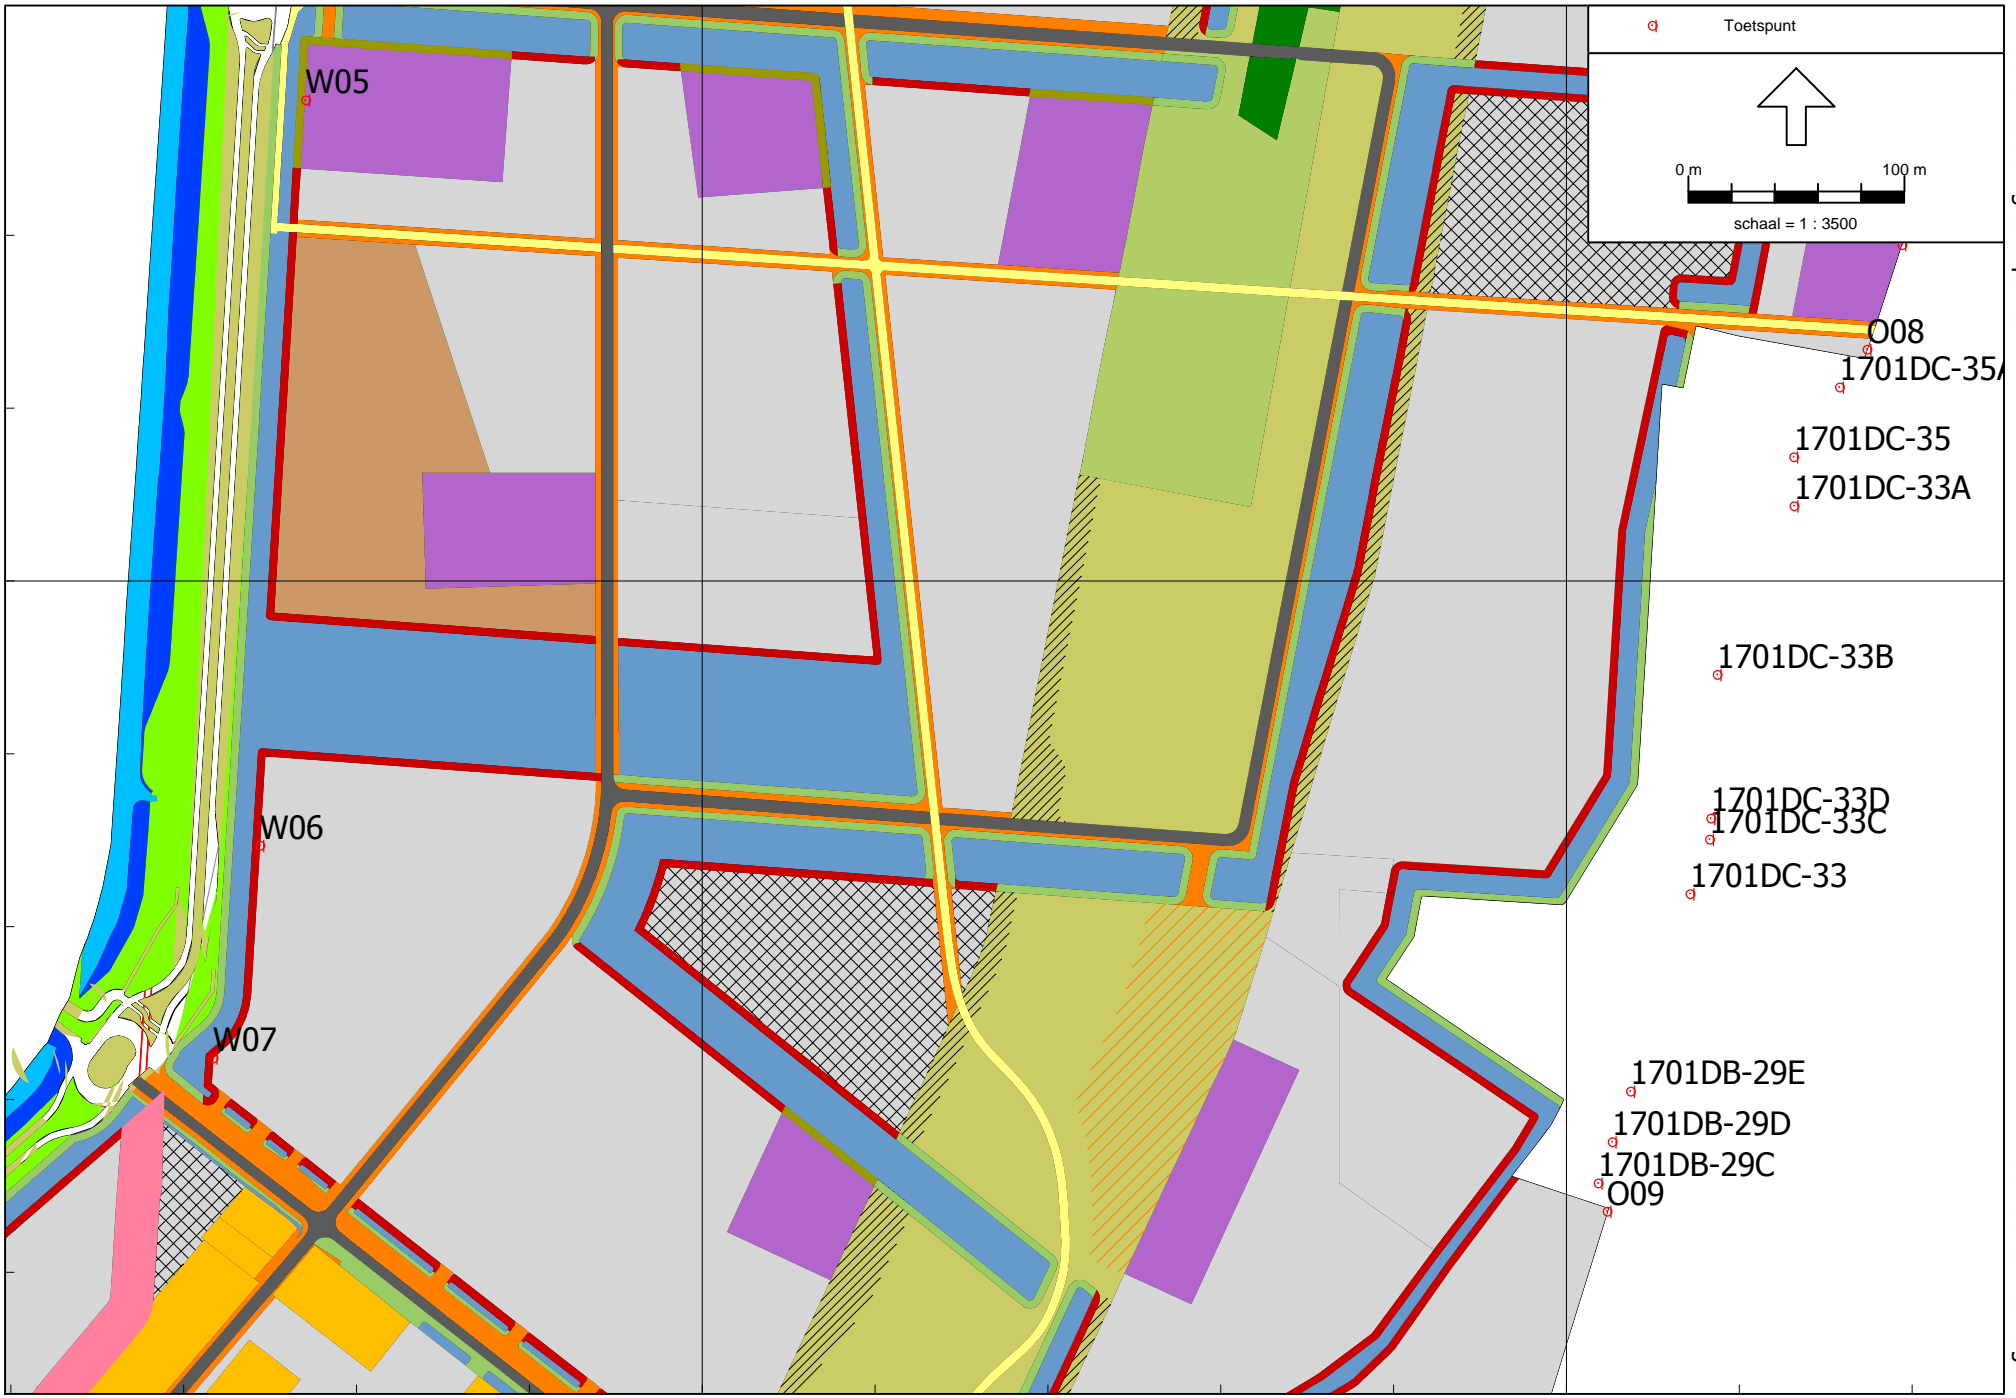 Toetspunt
0 m 100 m
schaal = 1 : 3500
W05
O08
1701DC-35A
1701DC-35
1701DC-33A
1701DC-33B
1701DC-33D
1701DC-33C
W06
1701DC-33
W07
1701DB-29E
1701DB-29D
1701DB-29C
O09